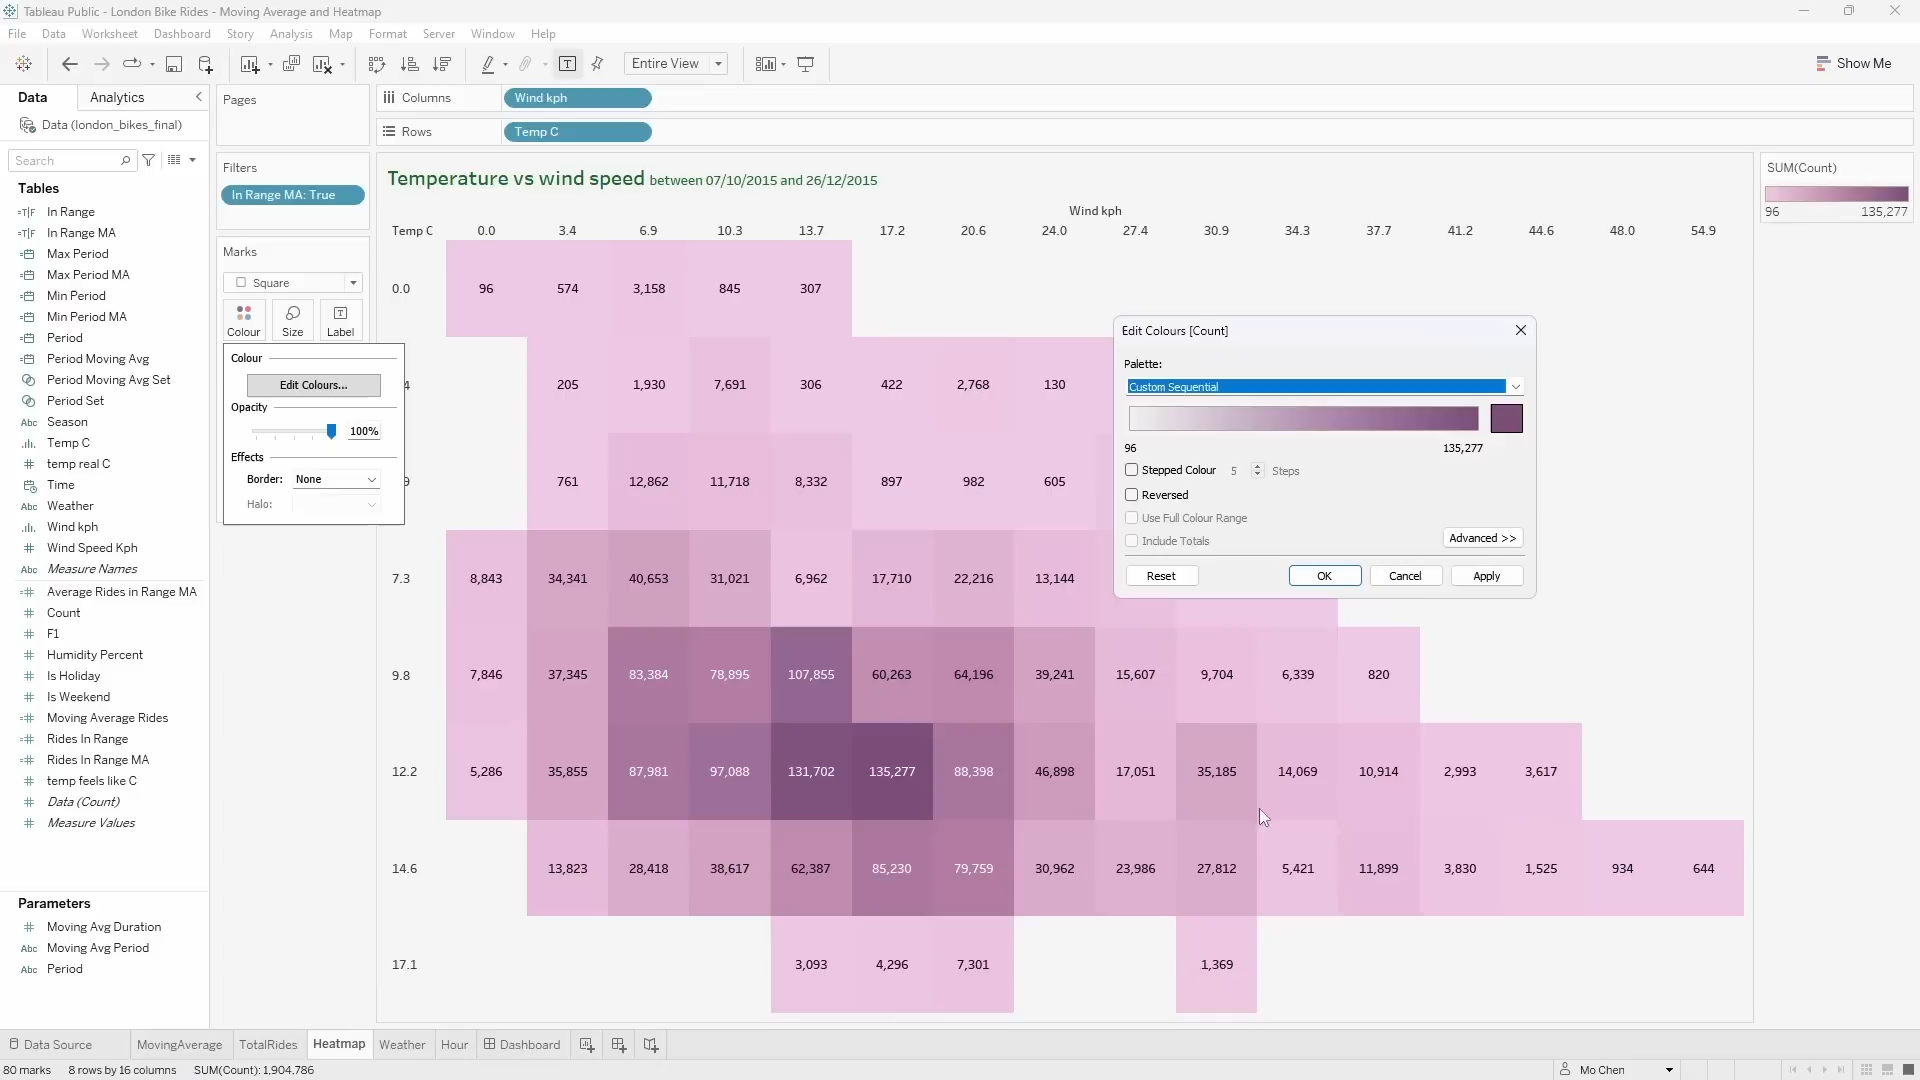 Tableau Public - London Bike Rides - Moving Average and Heatmap
File Data Worksheet Dashboard Story Analysis Map Format Server Window Help
Entire View
Show Me
Data Analytics
Data (london_bikes_final)
Search
Tables
=T|F In Range
=T|F In Range MA
Max Period
Max Period MA
Min Period
Min Period MA
Period
Period Moving Avg
Period Moving Avg Set
Period Set
Abc Season
Temp C
# temp real C
Time
Abc Weather
Wind kph
# Wind Speed Kph
Abc Measure Names
=# Average Rides in Range MA
# Count
# F1
# Humidity Percent
# Is Holiday
# Is Weekend
=# Moving Average Rides
=# Rides In Range
=# Rides In Range MA
# temp feels like C
# Data (Count)
# Measure Values
Parameters
# Moving Avg Duration
Abc Moving Avg Period
Abc Period
Pages
Filters
In Range MA: True
Marks
Square
Colour Size Label
Colour
Edit Colours...
Opacity
100%
Effects
Border: None
Halo:
Columns Wind kph
Rows Temp C
Temperature vs wind speed between 07/10/2015 and 26/12/2015
Wind kph
Temp C 0.0 3.4 6.9 10.3 13.7 17.2 20.6 24.0 27.4 30.9 34.3 37.7 41.2 44.6 48.0 54.9
0.0 96 574 3,158 845 307
4 205 1,930 7,691 306 422 2,768 130
9 761 12,862 11,718 8,332 897 982 605
7.3 8,843 34,341 40,653 31,021 6,962 17,710 22,216 13,144
9.8 7,846 37,345 83,384 78,895 107,855 60,263 64,196 39,241 15,607 9,704 6,339 820
12.2 5,286 35,855 87,981 97,088 131,702 135,277 88,398 46,898 17,051 35,185 14,069 10,914 2,993 3,617
14.6 13,823 28,418 38,617 62,387 85,230 79,759 30,962 23,986 27,812 5,421 11,899 3,830 1,525 934 644
17.1 3,093 4,296 7,301 1,369
Edit Colours [Count]
Palette:
Custom Sequential
96 135,277
Stepped Colour 5 Steps
Reversed
Use Full Colour Range
Include Totals
Advanced >>
Reset OK Cancel Apply
SUM(Count)
96 135,277
Data Source MovingAverage TotalRides Heatmap Weather Hour Dashboard
80 marks 8 rows by 16 columns SUM(Count): 1,904,786
Mo Chen